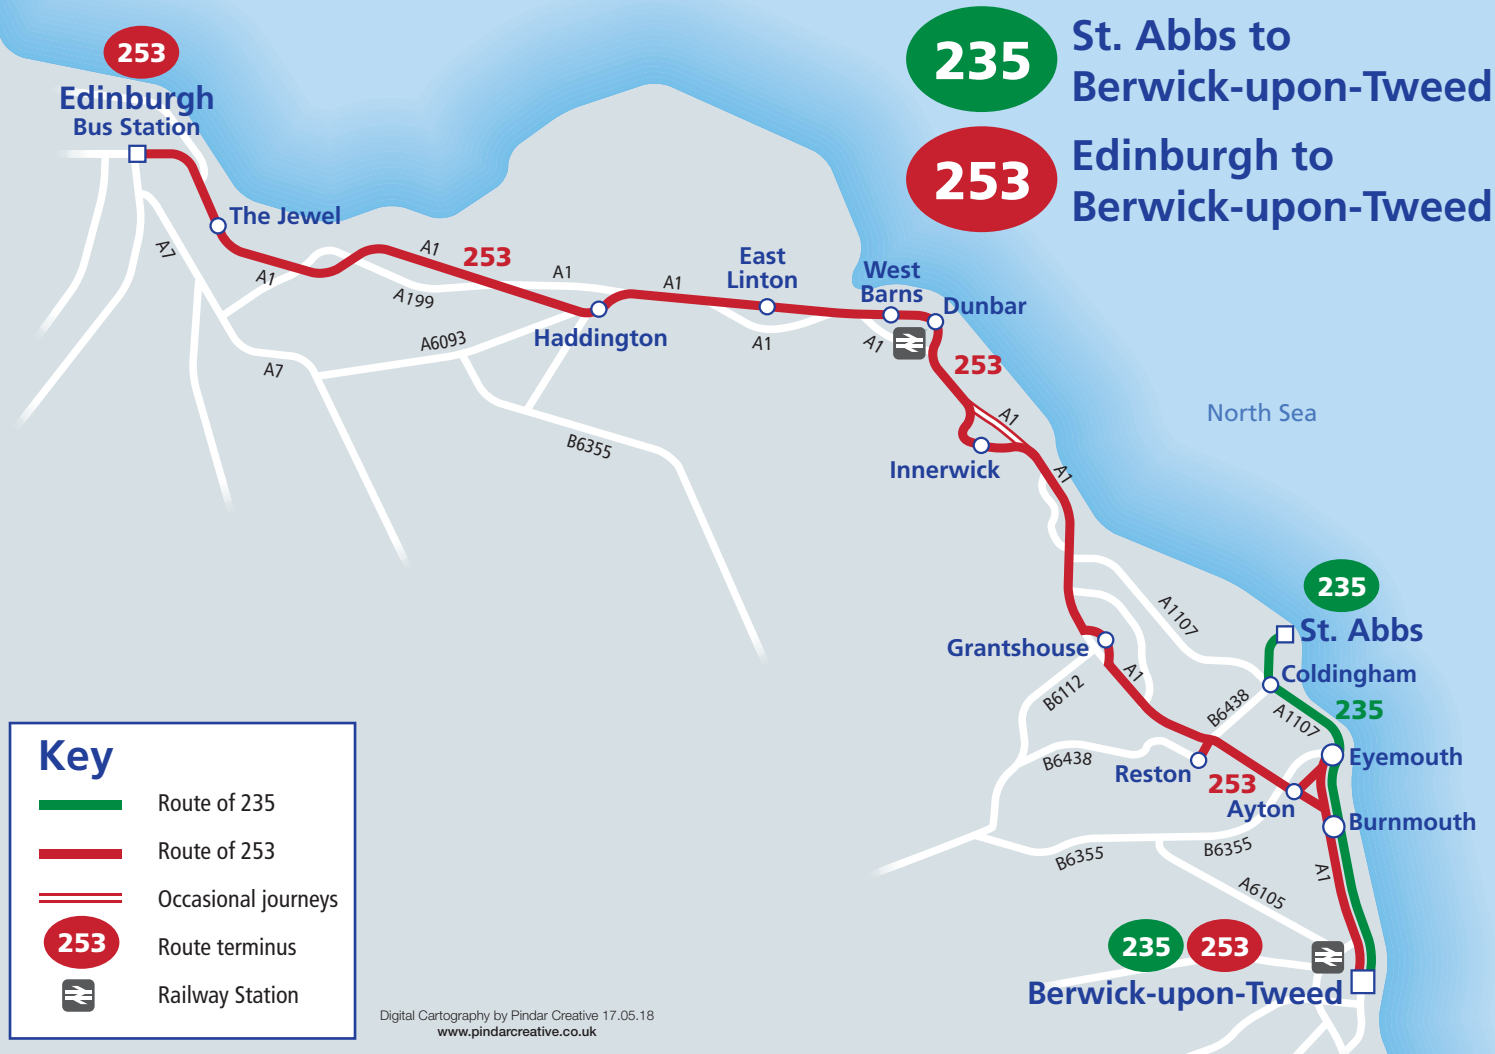 235
St. Abbs to
Berwick-upon-Tweed
253
Edinburgh to
Berwick-upon-Tweed
253
Edinburgh
Bus Station
The Jewel
A7
A1
A1
253
A199
A1
A6093
Haddington
A7
B6355
A1
East
Linton
A1
West
Barns
A1
Dunbar
253
A1
Innerwick
A1
North Sea
235
St. Abbs
A1107
Grantshouse
Coldingham
A1
B6112
B6438
A1107
235
B6438
Reston
253
Eyemouth
Ayton
Burnmouth
B6355
B6355
A1
A6105
235
253
Berwick-upon-Tweed
Key
Route of 235
Route of 253
Occasional journeys
253
Route terminus
Railway Station
Digital Cartography by Pindar Creative 17.05.18
www.pindarcreative.co.uk